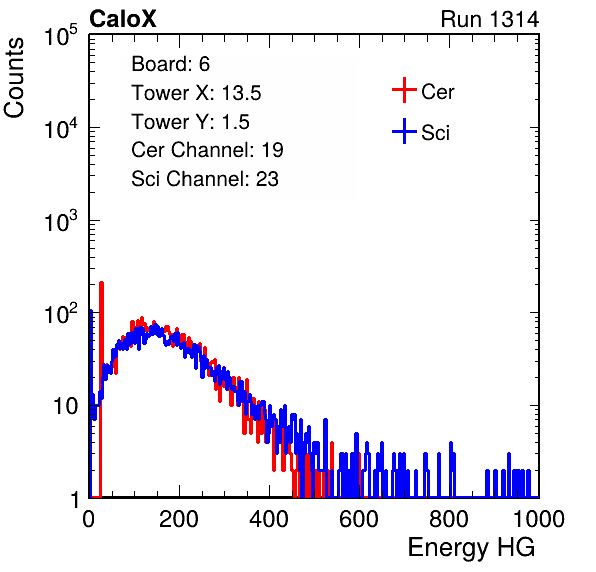 CaloX Run 1314
Counts
10^5
10^4
10^3
10^2
10
1
Board: 6
Tower X: 13.5
Tower Y: 1.5
Cer Channel: 19
Sci Channel: 23
Cer
Sci
0 200 400 600 800 1000
Energy HG